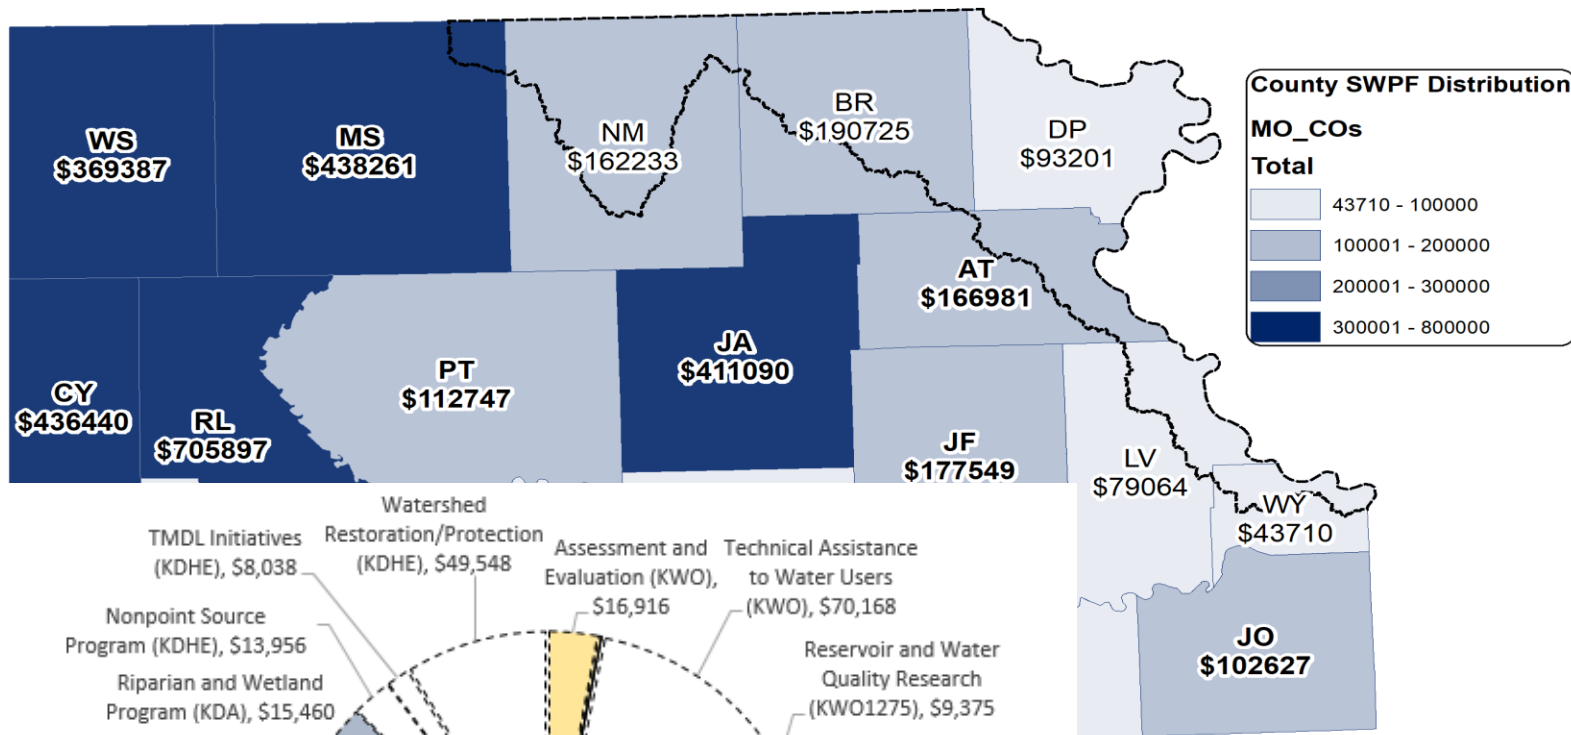 WS
$369387
MS
$438261
NM
$162233
BR
$190725
DP
$93201
County SWPF Distribution
MO_COs
Total
43710 - 100000
100001 - 200000
200001 - 300000
300001 - 800000
CY
$436440
RL
$705897
PT
$112747
JA
$411090
AT
$166981
JF
$177549
LV
$79064
WY
$43710
JO
$102627
TMDL Initiatives
(KDHE), $8,038
Watershed
Restoration/Protection
(KDHE), $49,548
Assessment and
Evaluation (KWO),
$16,916
Technical Assistance
to Water Users
(KWO), $70,168
Nonpoint Source
Program (KDHE), $13,956
Riparian and Wetland
Program (KDA), $15,460
Reservoir and Water
Quality Research
(KWO1275), $9,375